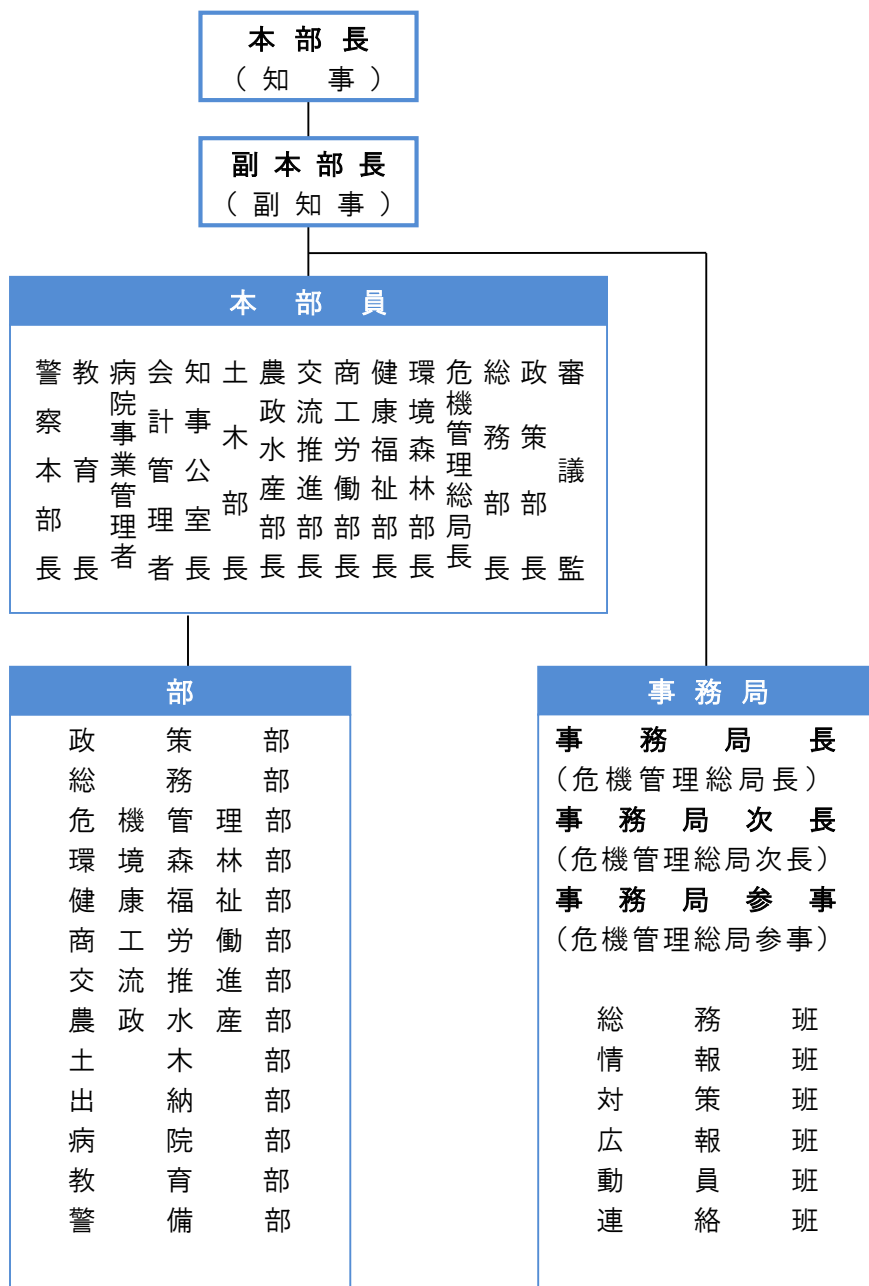 本部長
（知事）
副本部長
（副知事）
本部員
審議監
政策部長
総務部長
危機管理総局長
環境森林部長
健康福祉部長
商工労働部長
交流推進部長
農政水産部長
土木部長
知事公室長
会計管理者
病院事業管理者
教育長
警察本部長
部
政策部
総務部
危機管理部
環境森林部
健康福祉部
商工労働部
交流推進部
農政水産部
土木部
出納部
病院部
教育部
警備部
事務局
事務局長
（危機管理総局長）
事務局次長
（危機管理総局次長）
事務局参事
（危機管理総局参事）
総務班
情報班
対策班
広報班
動員班
連絡班